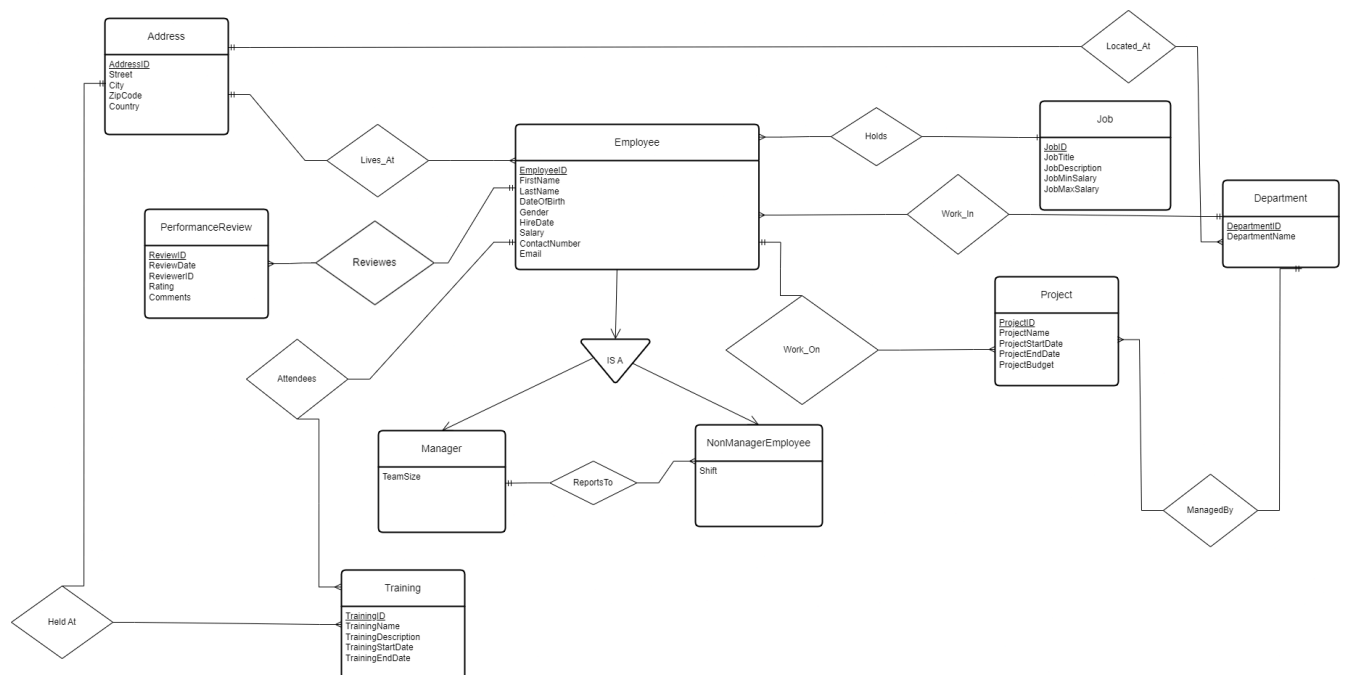 Address
AddressID
Street
City
ZipCode
Country
Located_At
Lives_At
Employee
EmployeeID
FirstName
LastName
DateOfBirth
Gender
HireDate
Salary
ContactNumber
Email
Holds
Job
JobID
JobTitle
JobDescription
JobMinSalary
JobMaxSalary
Work_In
Department
DepartmentID
DepartmentName
PerformanceReview
ReviewID
ReviewDate
ReviewerID
Rating
Comments
Reviewes
Project
ProjectID
ProjectName
ProjectStartDate
ProjectEndDate
ProjectBudget
Work_On
IS A
Attendees
Manager
TeamSize
ReportsTo
NonManagerEmployee
Shift
ManagedBy
Training
TrainingID
TrainingName
TrainingDescription
TrainingStartDate
TrainingEndDate
Held At